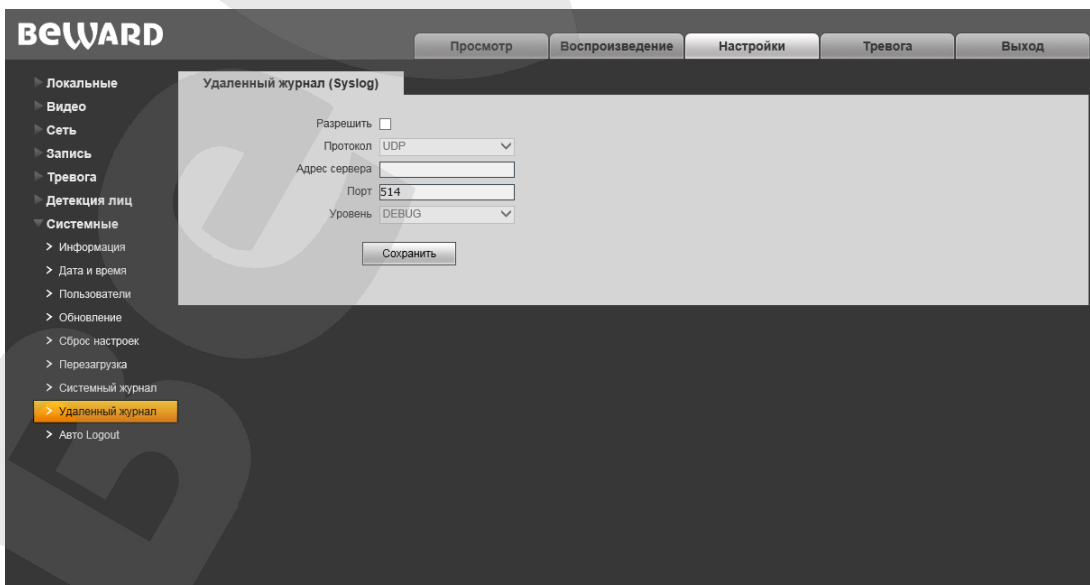 BEWARD
Просмотр Воспроизведение Настройки Тревога Выход
Локальные
Видео
Сеть
Запись
Тревога
Детекция лиц
Системные
Информация
Дата и время
Пользователи
Обновление
Сброс настроек
Перезагрузка
Системный журнал
Удаленный журнал
Авто Logout
Удаленный журнал (Syslog)
Разрешить
Протокол UDP
Адрес сервера
Порт 514
Уровень DEBUG
Сохранить